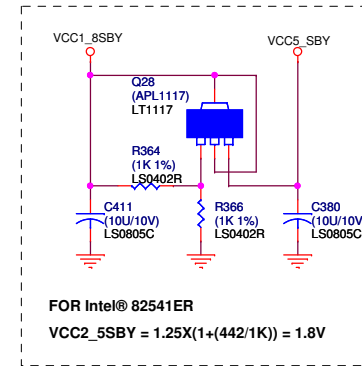 VCC1_8SBY
VCC5_SBY
Q28
(APL1117)
LT1117
R364
(1K 1%)
LS0402R
C411
(10U/10V)
LS0805C
R366
(1K 1%)
LS0402R
C380
(10U/10V
LS0805C
FOR Intel® 82541ER
VCC2_5SBY = 1.25X(1+(442/1K)) = 1.8V